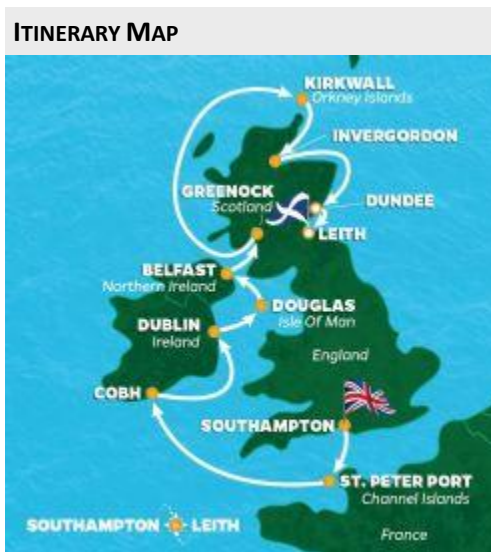 ITINERARY MAP
KIRKWALL
Orkney Islands
INVERGORDON
GREENOCK
Scotland
DUNDEE
LEITH
BELFAST
Northern Ireland
DOUGLAS
Isle Of Man
DUBLIN
Ireland
England
COBH
SOUTHAMPTON
ST. PETER PORT
Channel Islands
SOUTHAMPTON LEITH
France